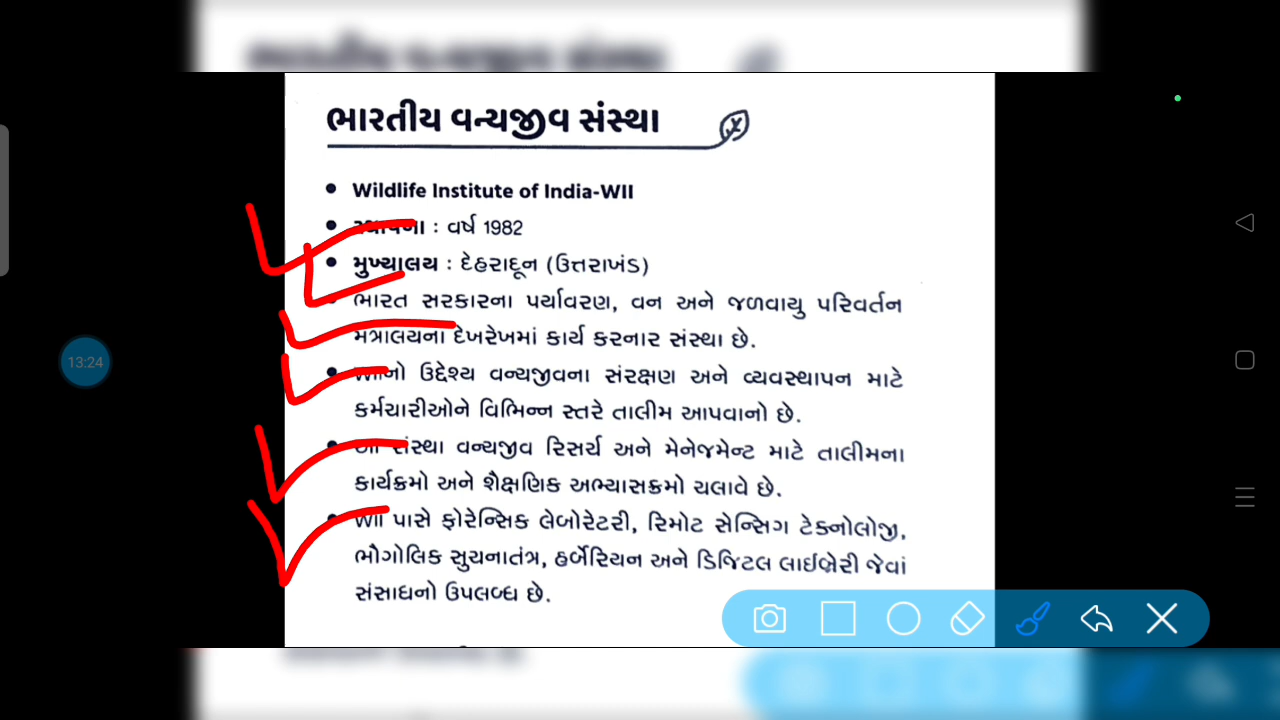 ભારતીય વન્યજીવ સંસ્થા
Wildlife Institute of India-WII
સ્થાપના : વર્ષ 1982
મુખ્યાલય : દેહરાદૂન (ઉત્તરાખંડ)
ભારત સરકારના પર્યાવરણ, વન અને જળવાયુ પરિવર્તન
મંત્રાલયના દેખરેખમાં કાર્ય કરનાર સંસ્થા છે.
13:24
WIIનો ઉદ્દેશ્ય વન્યજીવના સંરક્ષણ અને વ્યવસ્થાપન માટે
કર્મચારીઓને વિભિન્ન સ્તરે તાલીમ આપવાનો છે.
આ સંસ્થા વન્યજીવ રિસર્ચ અને મેનેજમેન્ટ માટે તાલીમના
કાર્યક્રમો અને શૈક્ષણિક અભ્યાસક્રમો ચલાવે છે.
WII પાસે ફોરેન્સિક લેબોરેટરી, રિમોટ સેન્સિગ ટેક્નોલોજી,
ભૌગોલિક સુચનાતંત્ર, હર્બેરિયન અને ડિજિટલ લાઈબ્રેરી જેવાં
સંસાધનો ઉપલબ્ધ છે.